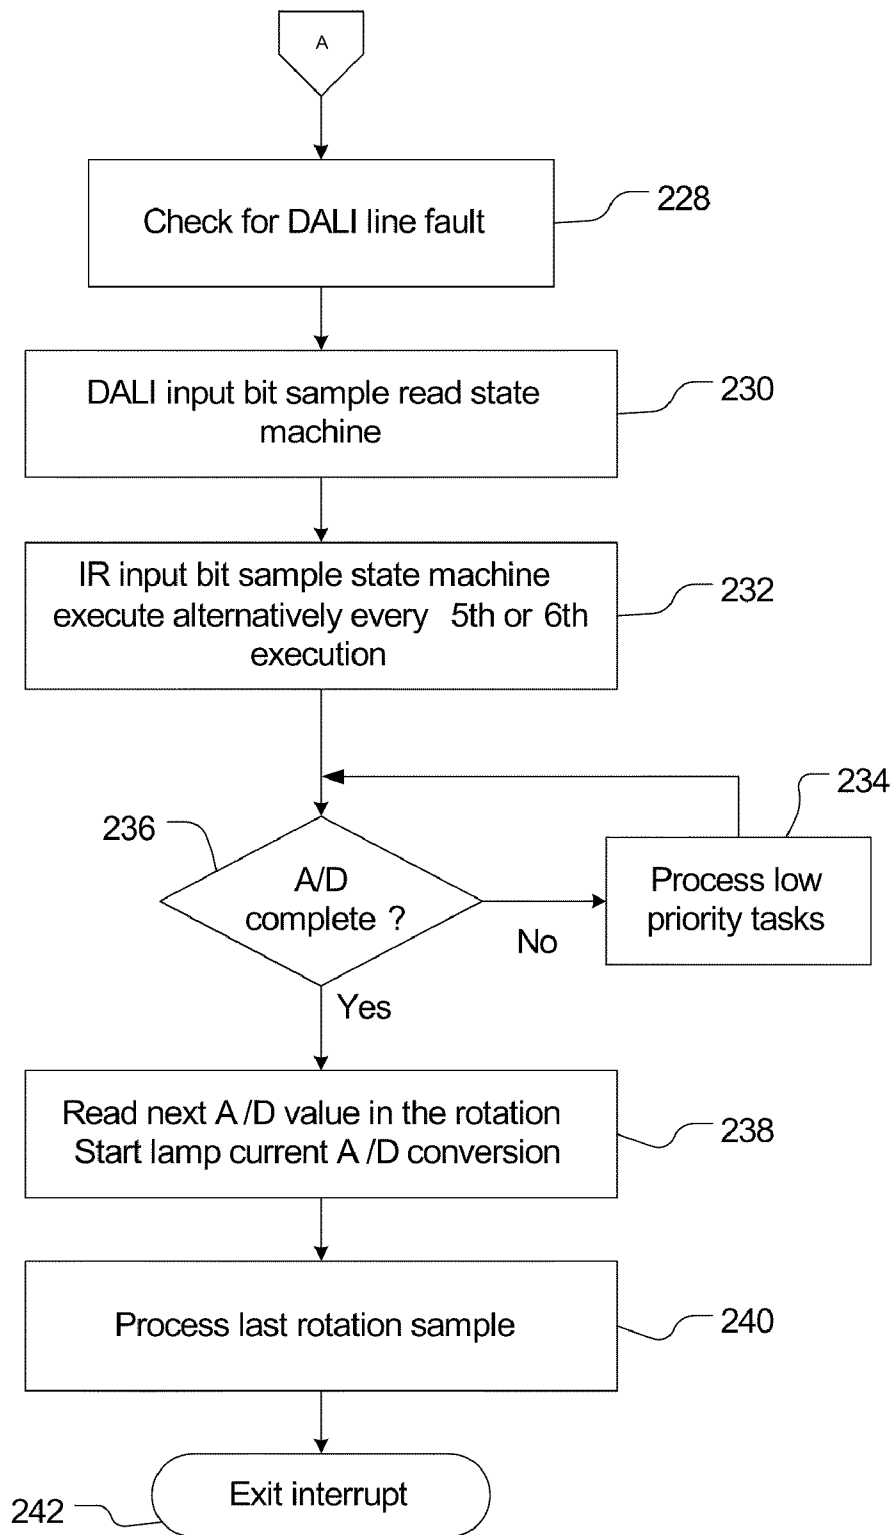 A
Check for DALI line fault
228
DALI input bit sample read state
machine
230
IR input bit sample state machine
execute alternatively every 5th or 6th
execution
232
234
236
A/D
complete ?
Process low
priority tasks
No
Yes
Read next A /D value in the rotation
Start lamp current A /D conversion
238
Process last rotation sample
240
Exit interrupt
242